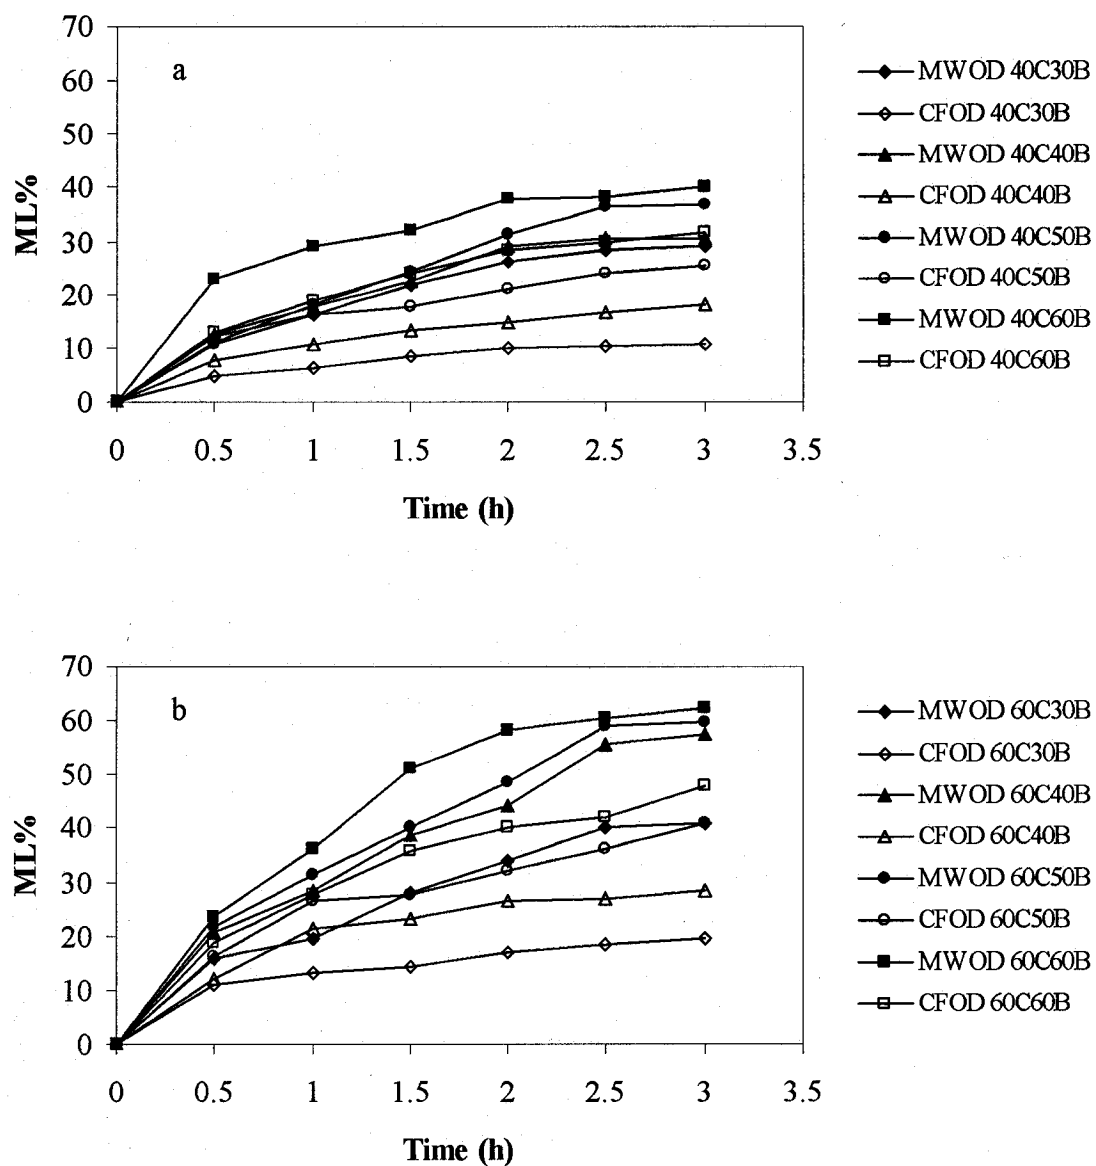 70
60
50
40
30
20
10
0
ML%
a
0 0.5 1 1.5 2 2.5 3 3.5
Time (h)
MWOD 40C30B
CFOD 40C30B
MWOD 40C40B
CFOD 40C40B
MWOD 40C50B
CFOD 40C50B
MWOD 40C60B
CFOD 40C60B
70
60
50
40
30
20
10
0
ML%
b
0 0.5 1 1.5 2 2.5 3 3.5
Time (h)
MWOD 60C30B
CFOD 60C30B
MWOD 60C40B
CFOD 60C40B
MWOD 60C50B
CFOD 60C50B
MWOD 60C60B
CFOD 60C60B